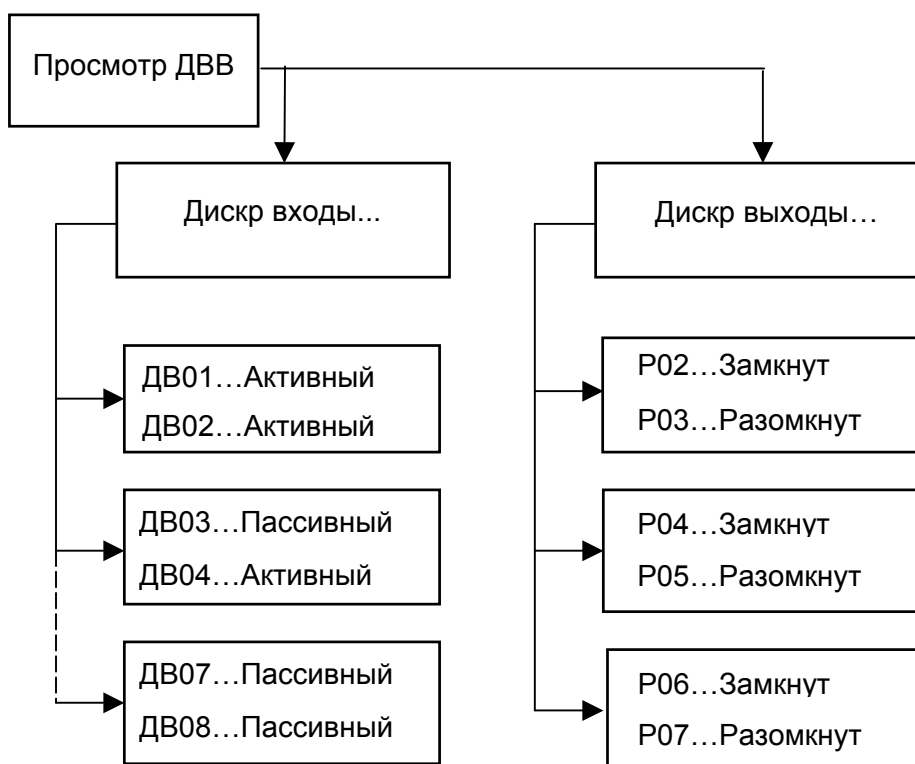 Просмотр ДВВ
Дискр входы...
Дискр выходы…
ДВ01…Активный
ДВ02…Активный
ДВ03…Пассивный
ДВ04…Активный
ДВ07…Пассивный
ДВ08…Пассивный
Р02…Замкнут
Р03…Разомкнут
Р04…Замкнут
Р05…Разомкнут
Р06…Замкнут
Р07…Разомкнут